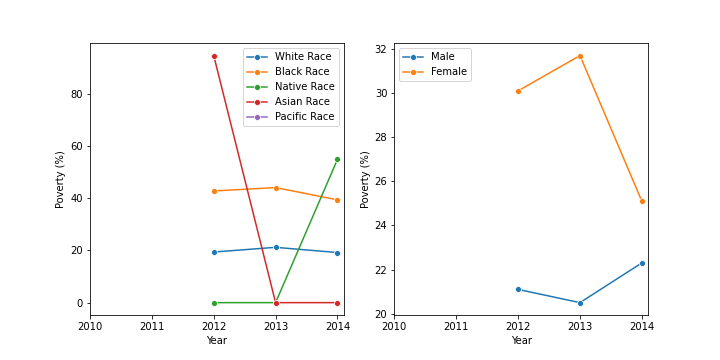 White Race
Black Race
Native Race
Asian Race
Pacific Race
Poverty (%)
80
60
40
20
0
2010 2011 2012 2013 2014
Year
Male
Female
Poverty (%)
32
30
28
26
24
22
20
2010 2011 2012 2013 2014
Year